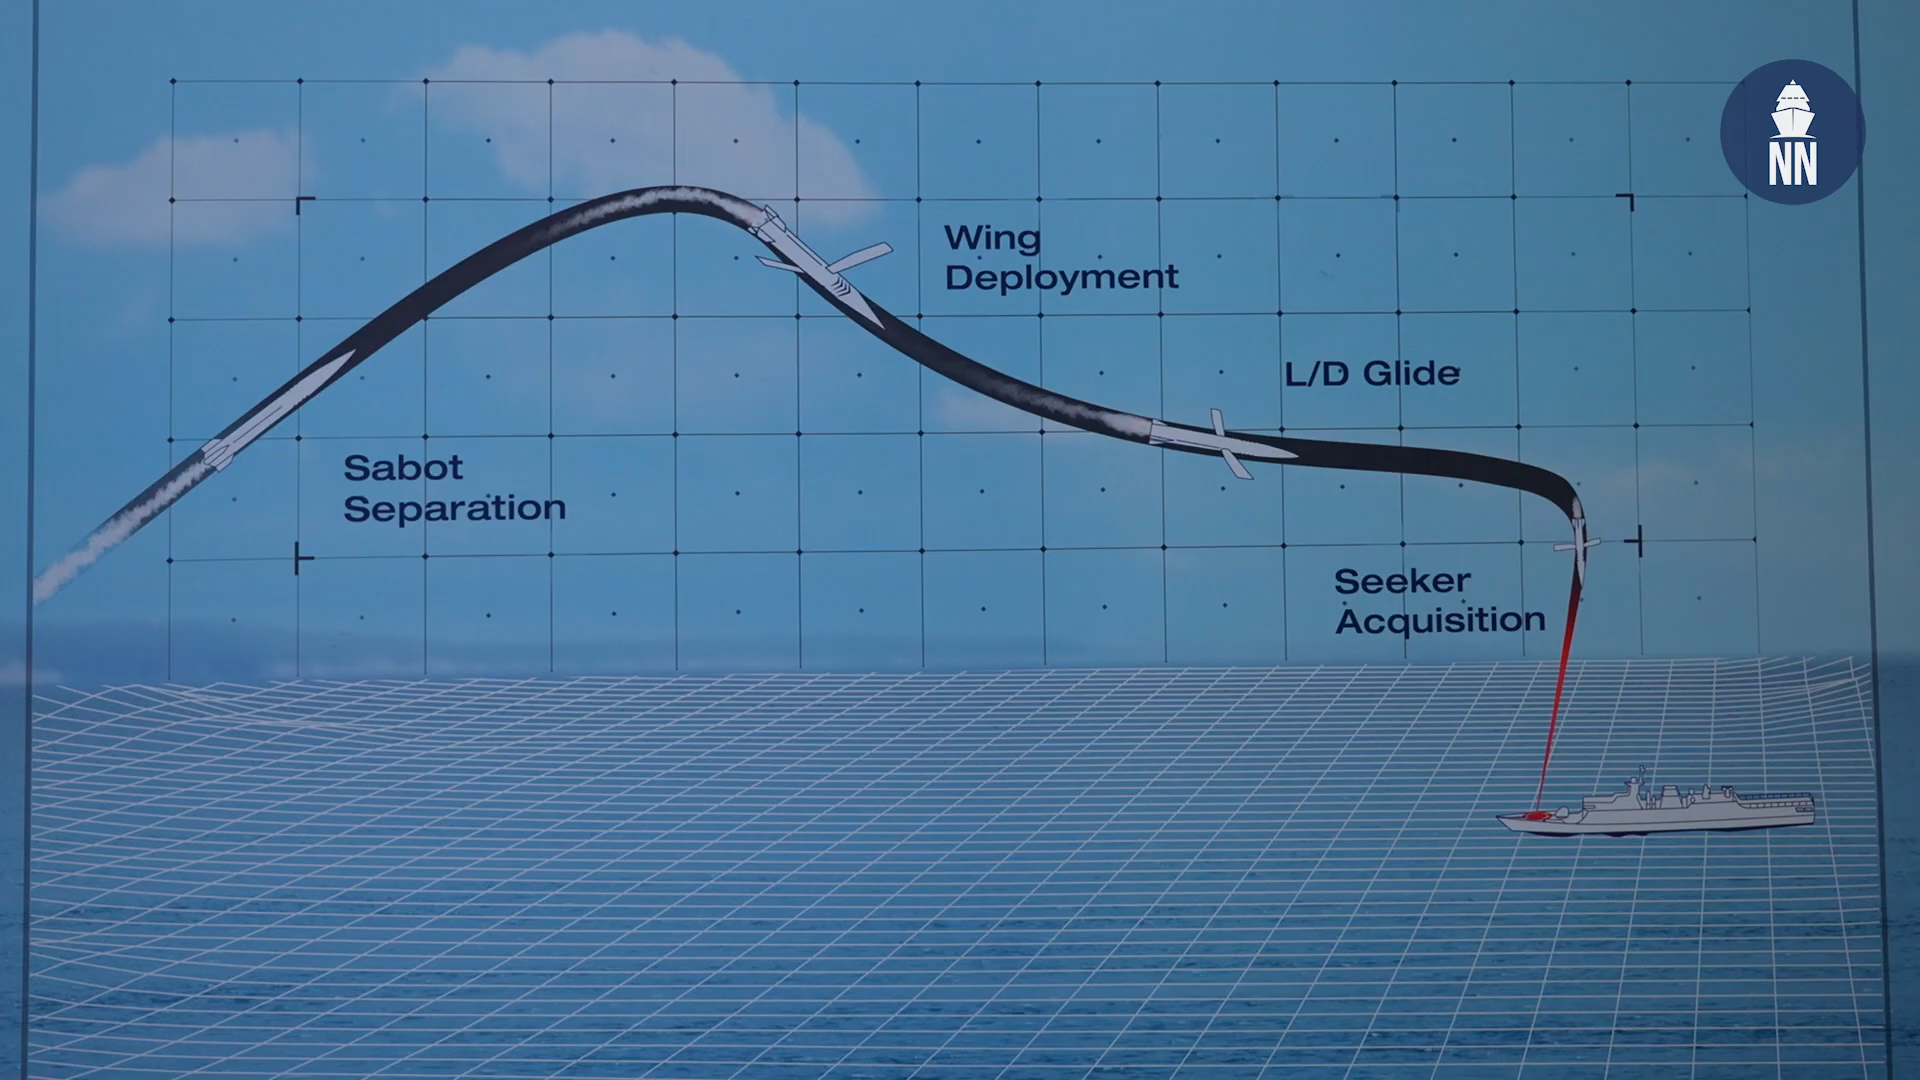 NN
Wing
Deployment
L/D Glide
Sabot
Separation
Seeker
Acquisition